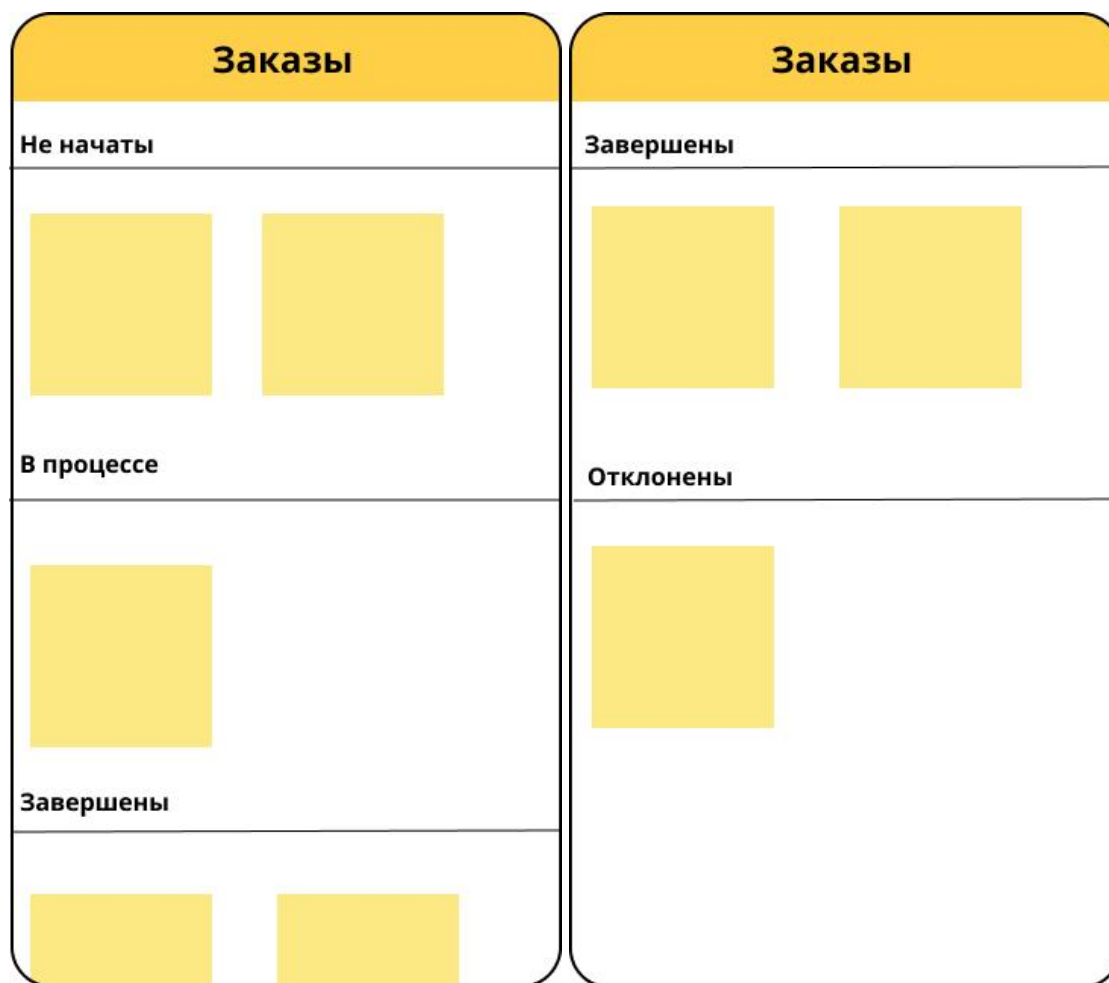 Заказы
Не начаты
В процессе
Завершены
Заказы
Завершены
Отклонены